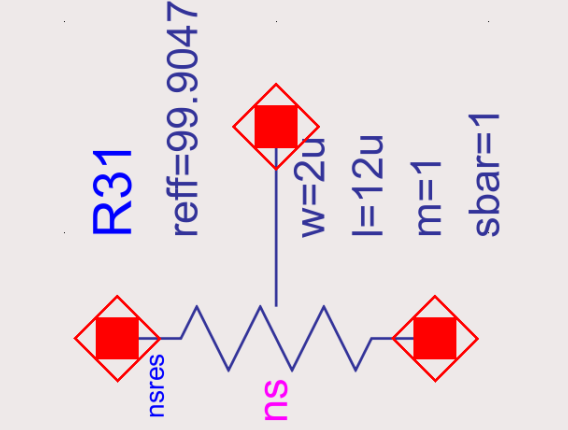 R31
reff=99.9047
w=2u
l=12u
m=1
sbar=1
nsres
ns